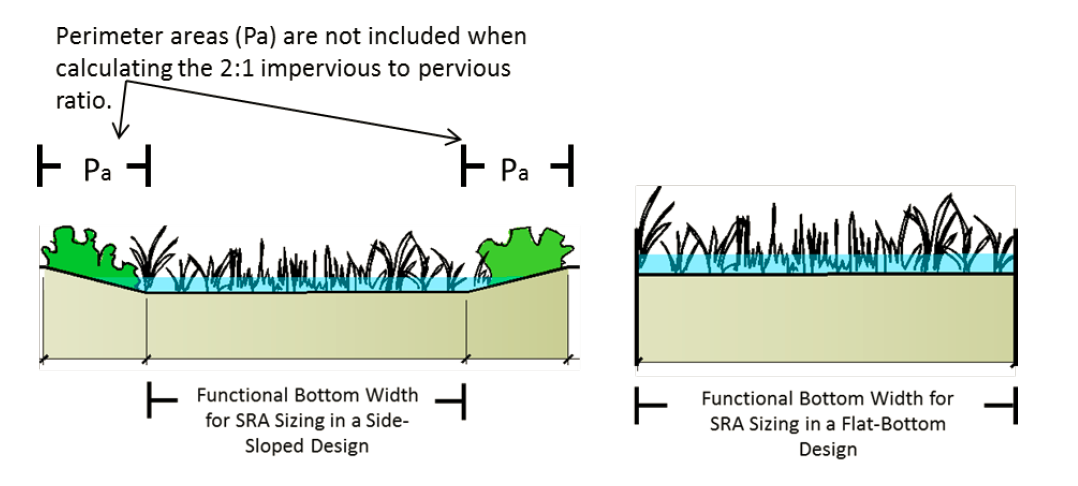 Perimeter areas (Pa) are not included when
calculating the 2:1 impervious to pervious
ratio.
Pa
Pa
Functional Bottom Width
for SRA Sizing in a Side-
Sloped Design
Functional Bottom Width for
SRA Sizing in a Flat-Bottom
Design